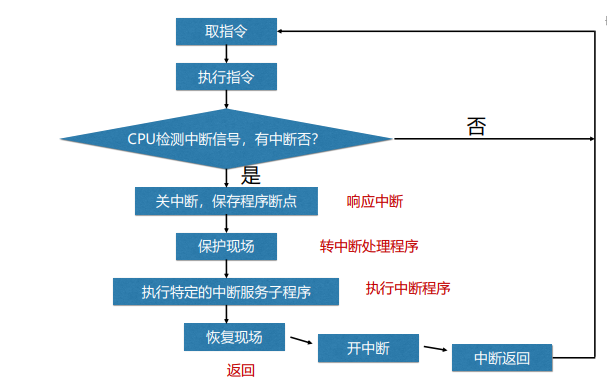 取指令
执行指令
CPU检测中断信号，有中断否?
否
是
关中断，保存程序断点
响应中断
保护现场
转中断处理程序
执行特定的中断服务子程序
执行中断程序
恢复现场
开中断
中断返回
返回